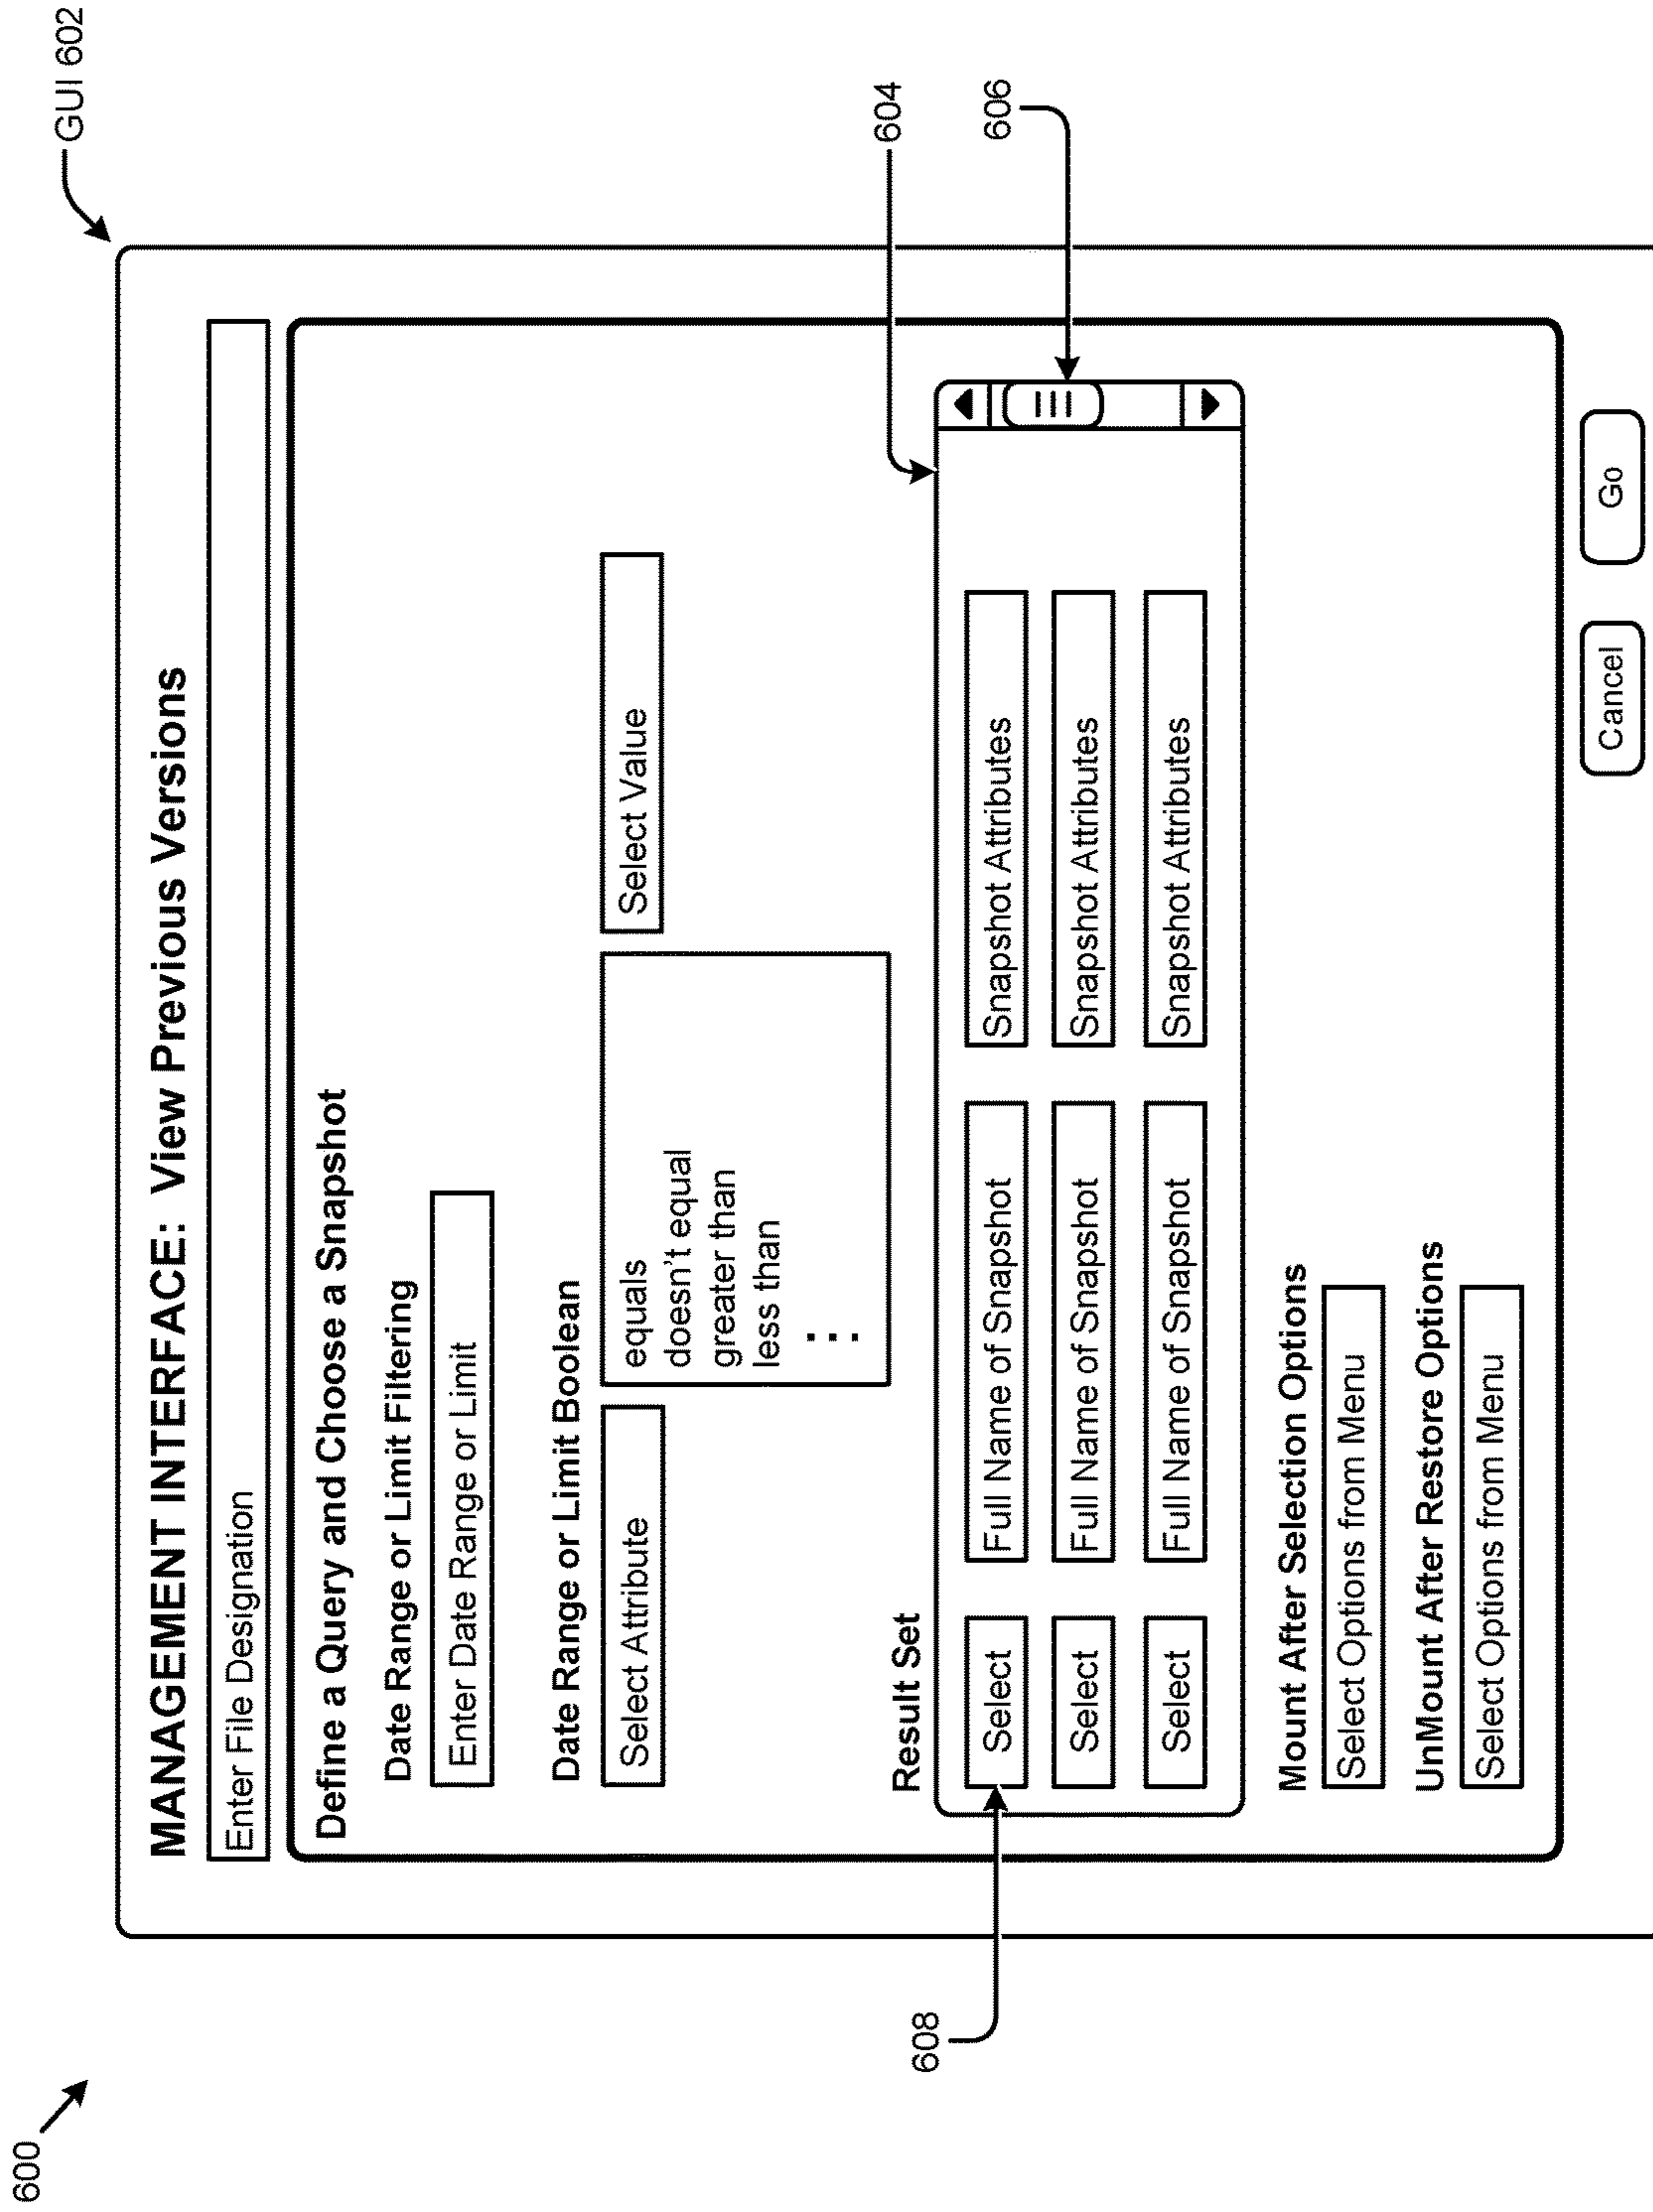 600
GUI 602
MANAGEMENT INTERFACE: View Previous Versions
Enter File Designation
Define a Query and Choose a Snapshot
Date Range or Limit Filtering
Enter Date Range or Limit
Date Range or Limit Boolean
Select Attribute
equals
doesn't equal
greater than
less than
Select Value
604
Result Set
606
608
Select Full Name of Snapshot Snapshot Attributes
Select Full Name of Snapshot Snapshot Attributes
Select Full Name of Snapshot Snapshot Attributes
Mount After Selection Options
Select Options from Menu
UnMount After Restore Options
Select Options from Menu
Cancel Go